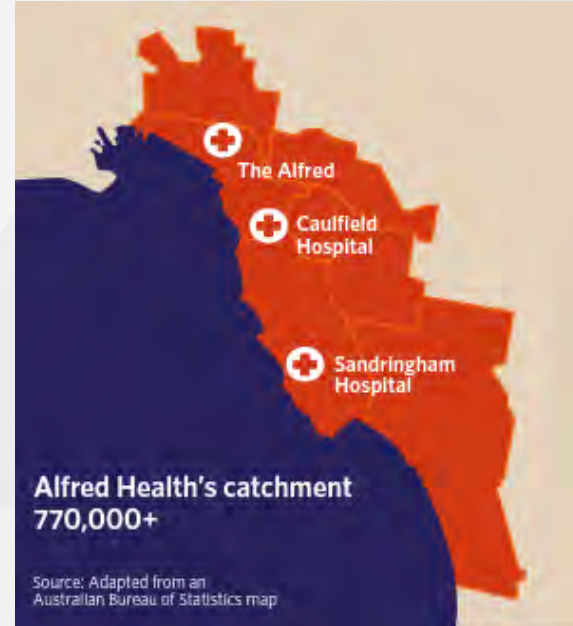 The Alfred
Caulfield
Hospital
Sandringham
Hospital
Alfred Health's catchment
770,000+
Source: Adapted from an
Australian Bureau of Statistics map